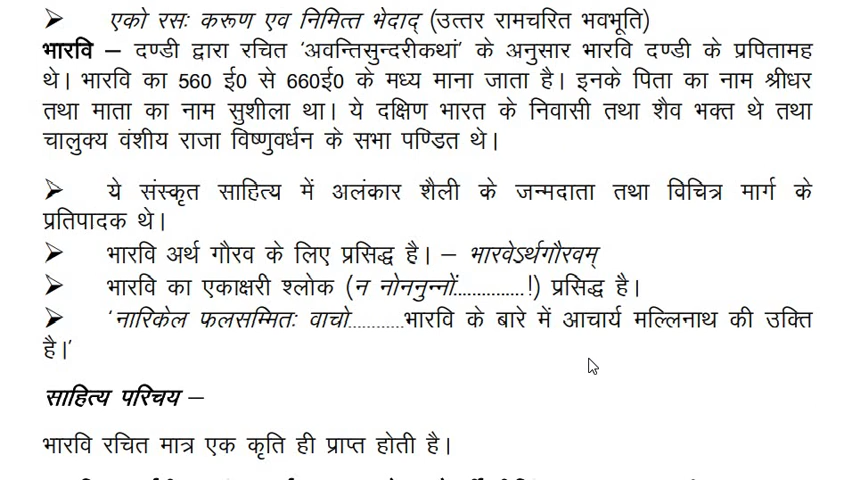 ➢ एको रसः करूण एव निमित्त भेदाद् (उत्तर रामचरित भवभूति)
भारवि – दण्डी द्वारा रचित 'अवन्तिसुन्दरीकथां' के अनुसार भारवि दण्डी के प्रपितामह
थे। भारवि का 560 ई0 से 660ई0 के मध्य माना जाता है। इनके पिता का नाम श्रीधर
तथा माता का नाम सुशीला था। ये दक्षिण भारत के निवासी तथा शैव भक्त थे तथा
चालुक्य वंशीय राजा विष्णुवर्धन के सभा पण्डित थे।
➢ ये संस्कृत साहित्य में अलंकार शैली के जन्मदाता तथा विचित्र मार्ग के
प्रतिपादक थे।
➢ भारवि अर्थ गौरव के लिए प्रसिद्ध है। – भारवेऽर्थगौरवम्
➢ भारवि का एकाक्षरी श्लोक (न नोननुन्नों..............!) प्रसिद्ध है।
➢ 'नारिकेल फलसम्मितः वाचो...........भारवि के बारे में आचार्य मल्लिनाथ की उक्ति
है।'
साहित्य परिचय –
भारवि रचित मात्र एक कृति ही प्राप्त होती है।